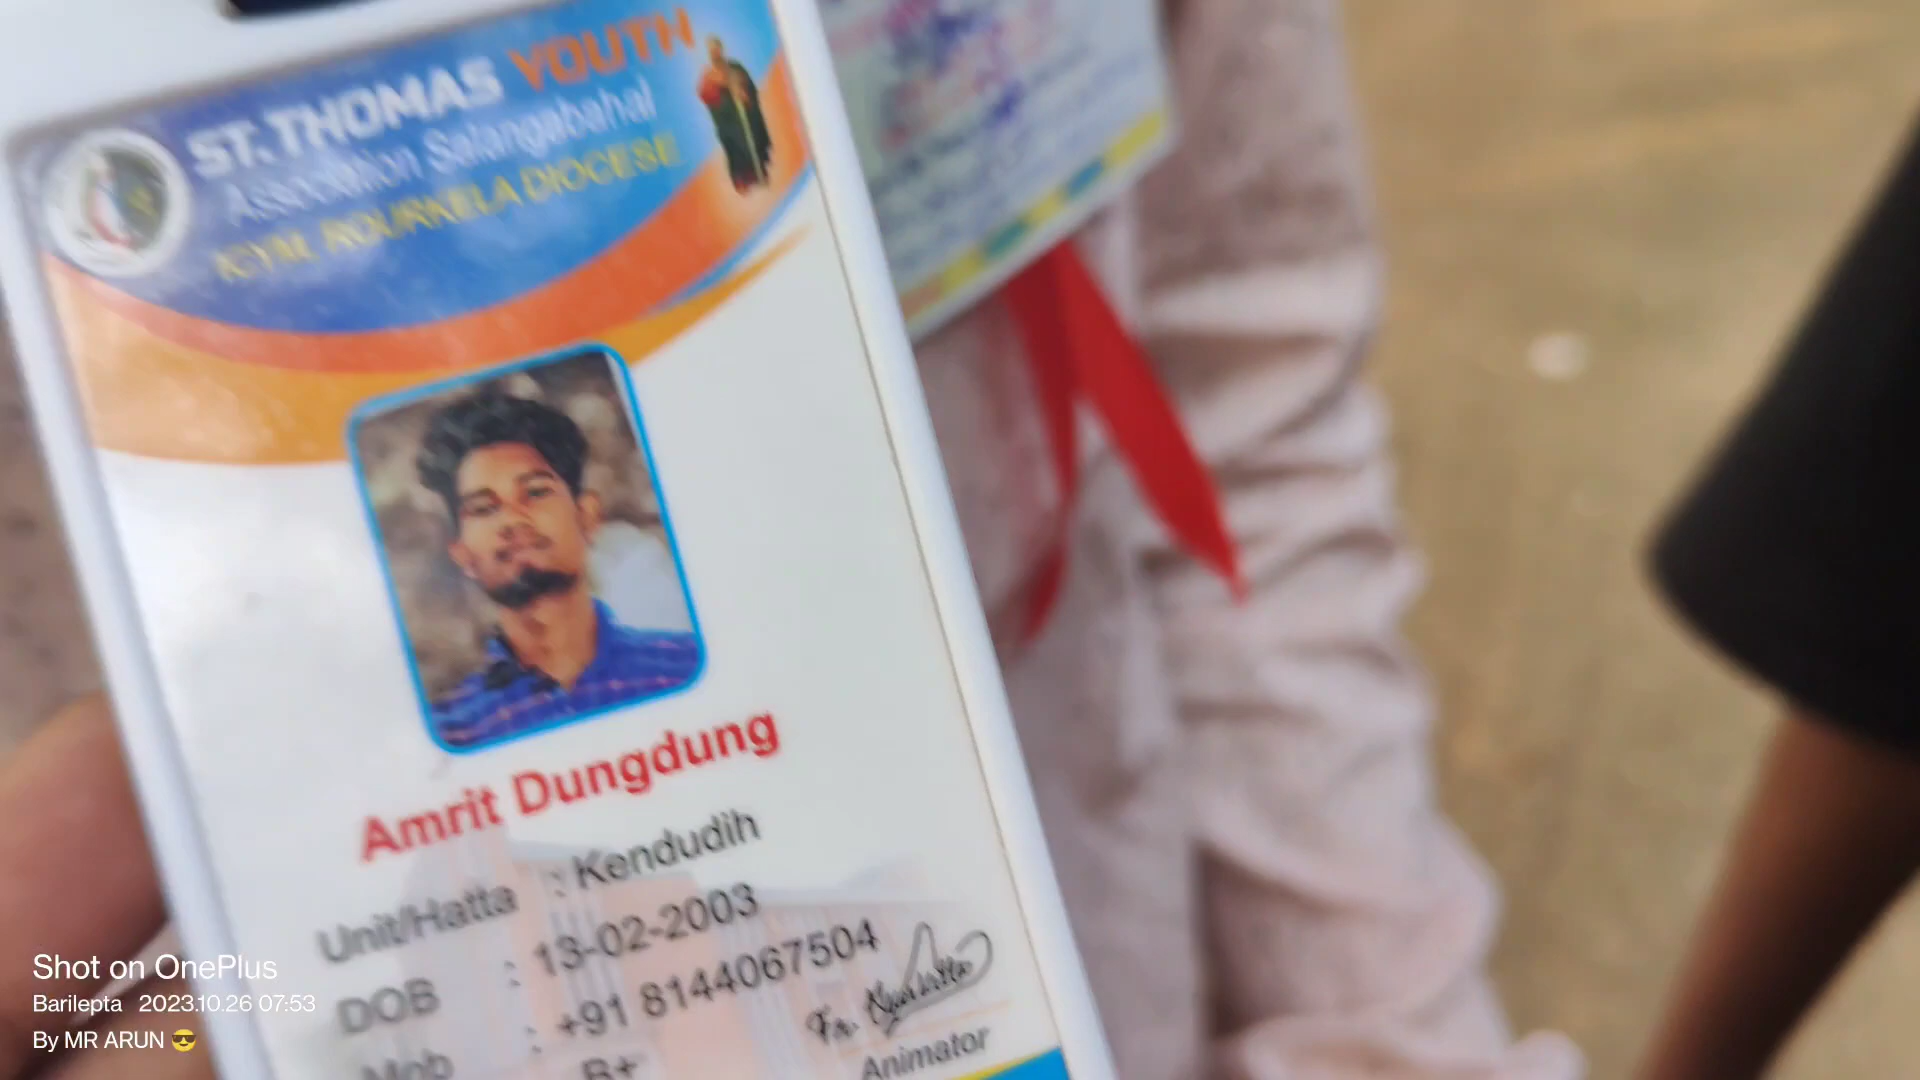 ST. THOMAS YOUTH
Association Salangabahal
ICYM, ROURKELA DIOCESE
Amrit Dungdung
Unit/Hatta : Kendudih
DOB : 13-02-2003
Mob : +91 8144067504
B+
Animator
Shot on OnePlus
Barilepta 2023.10.26 07:53
By MR ARUN 😎